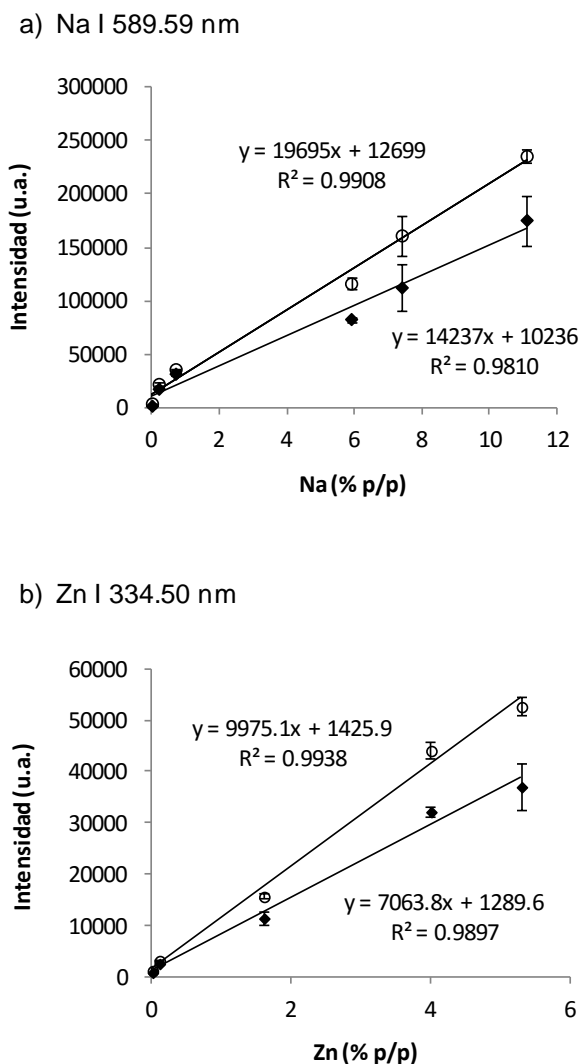 a) Na I 589.59 nm
300000
250000
200000
150000
100000
50000
0
Intensidad (u.a.)
y = 19695x + 12699
R² = 0.9908
y = 14237x + 10236
R² = 0.9810
0 2 4 6 8 10 12
Na (% p/p)
b) Zn I 334.50 nm
60000
50000
40000
30000
20000
10000
0
Intensidad (u.a.)
y = 9975.1x + 1425.9
R² = 0.9938
y = 7063.8x + 1289.6
R² = 0.9897
0 2 4 6
Zn (% p/p)